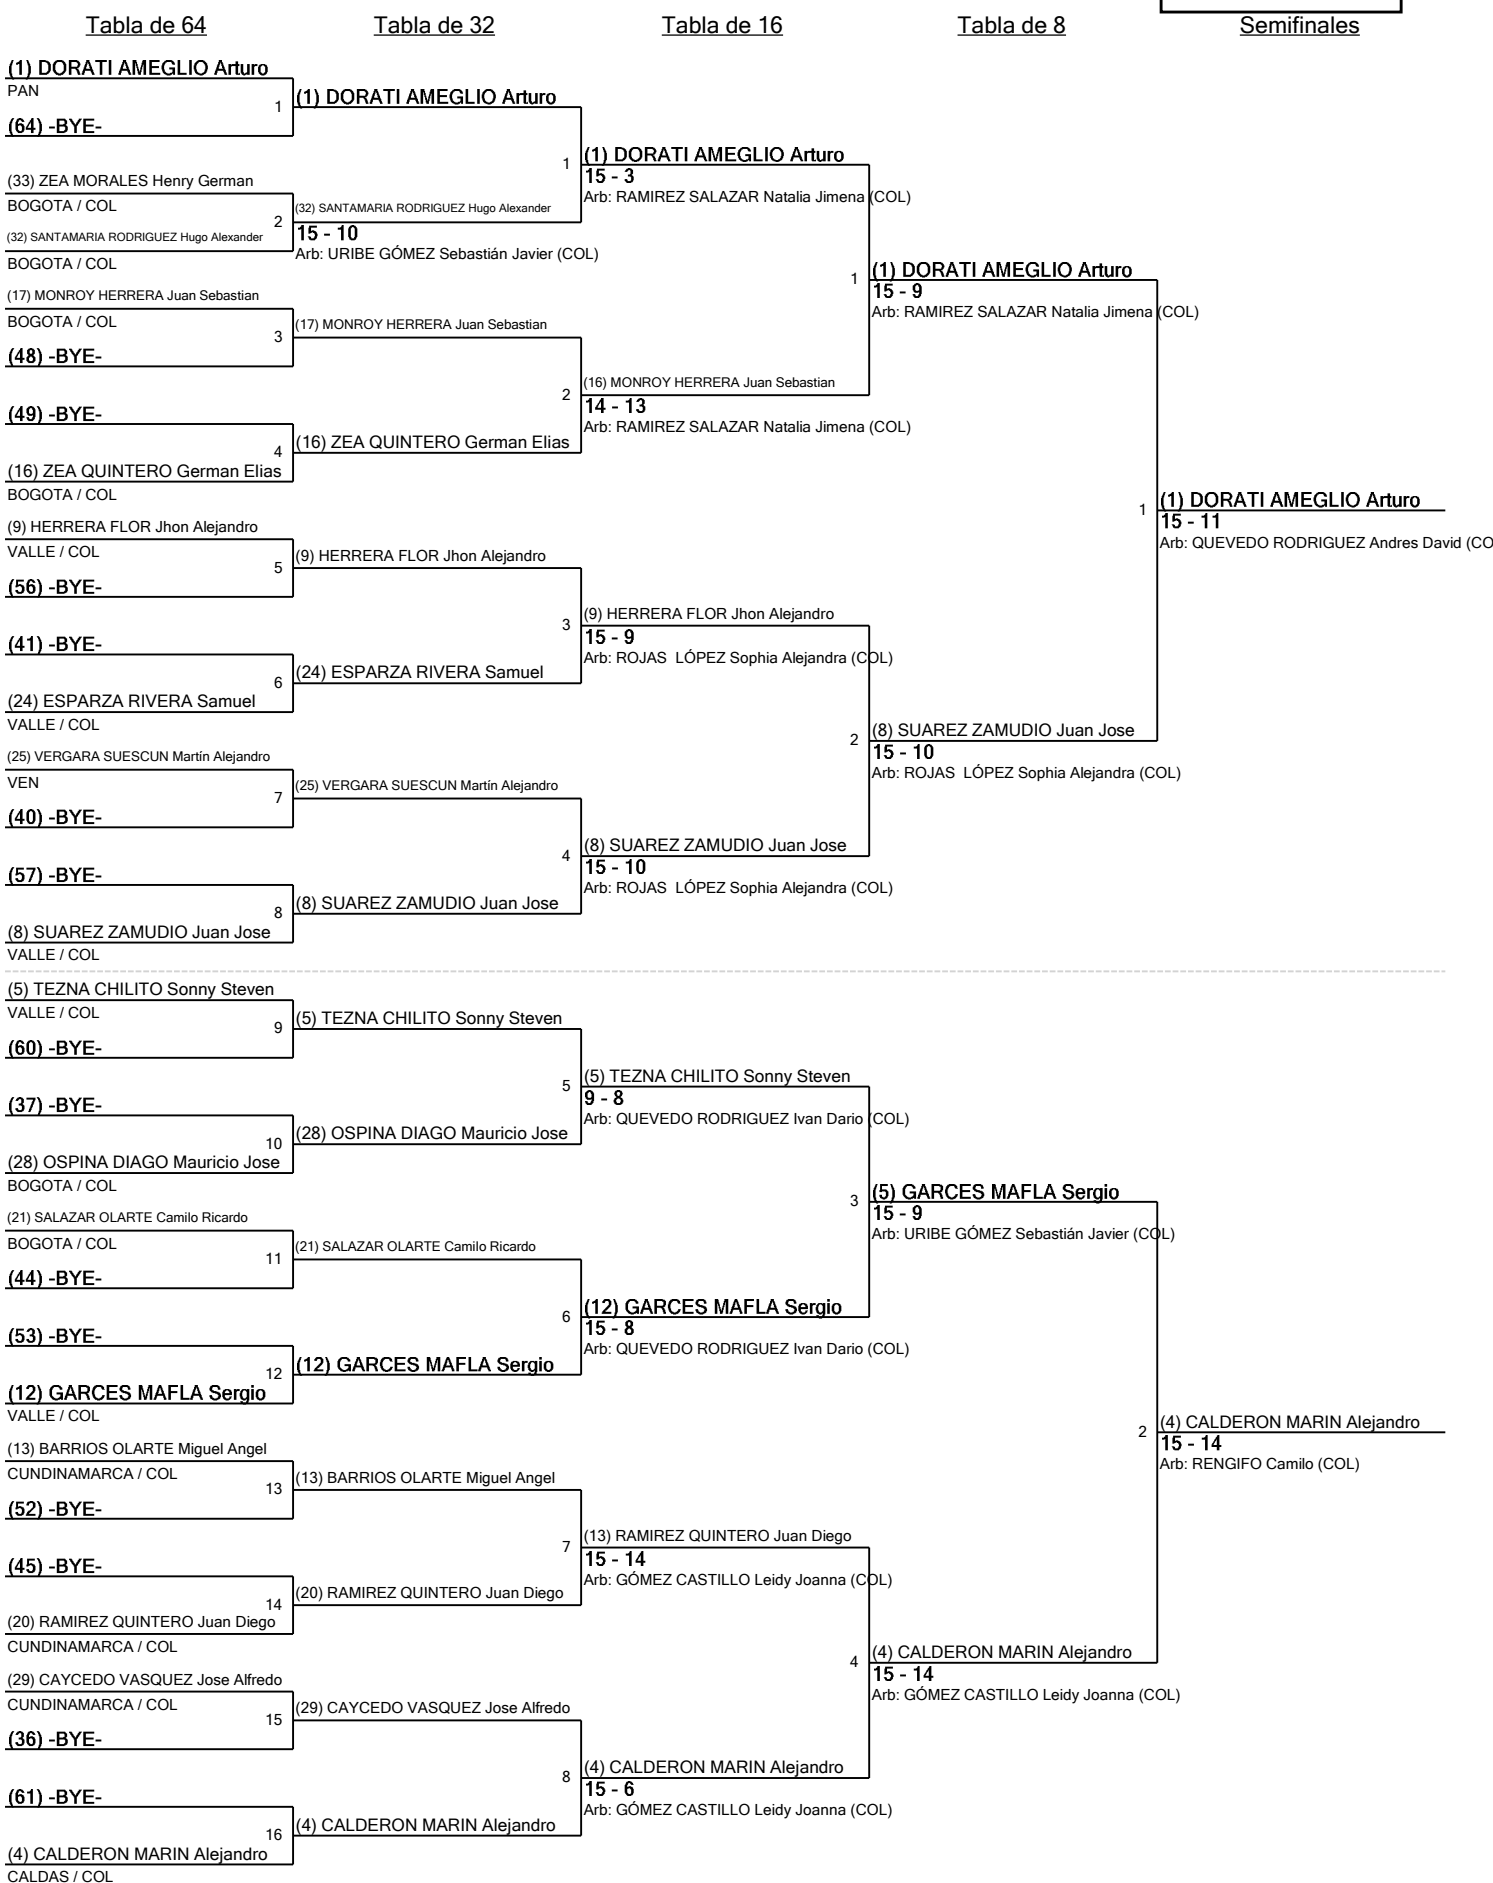 Tabla de 64
Tabla de 32
Tabla de 16
Tabla de 8
Semifinales
(1) DORATI AMEGLIO Arturo
PAN
1
(64) -BYE-
(33) ZEA MORALES Henry German
BOGOTA / COL
2
(32) SANTAMARIA RODRIGUEZ Hugo Alexander
BOGOTA / COL
(17) MONROY HERRERA Juan Sebastian
BOGOTA / COL
3
(48) -BYE-
(49) -BYE-
4
(16) ZEA QUINTERO German Elias
BOGOTA / COL
(9) HERRERA FLOR Jhon Alejandro
VALLE / COL
5
(56) -BYE-
(41) -BYE-
6
(24) ESPARZA RIVERA Samuel
VALLE / COL
(25) VERGARA SUESCUN Martín Alejandro
VEN
7
(40) -BYE-
(57) -BYE-
8
(8) SUAREZ ZAMUDIO Juan Jose
VALLE / COL
(5) TEZNA CHILITO Sonny Steven
VALLE / COL
9
(60) -BYE-
(37) -BYE-
10
(28) OSPINA DIAGO Mauricio Jose
BOGOTA / COL
(21) SALAZAR OLARTE Camilo Ricardo
BOGOTA / COL
11
(44) -BYE-
(53) -BYE-
12
(12) GARCES MAFLA Sergio
VALLE / COL
(13) BARRIOS OLARTE Miguel Angel
CUNDINAMARCA / COL
13
(52) -BYE-
(45) -BYE-
14
(20) RAMIREZ QUINTERO Juan Diego
CUNDINAMARCA / COL
(29) CAYCEDO VASQUEZ Jose Alfredo
CUNDINAMARCA / COL
15
(36) -BYE-
(61) -BYE-
16
(4) CALDERON MARIN Alejandro
CALDAS / COL
(1) DORATI AMEGLIO Arturo
1
(32) SANTAMARIA RODRIGUEZ Hugo Alexander
15 - 10
Arb: URIBE GÓMEZ Sebastián Javier (COL)
(17) MONROY HERRERA Juan Sebastian
2
(16) ZEA QUINTERO German Elias
(9) HERRERA FLOR Jhon Alejandro
3
(24) ESPARZA RIVERA Samuel
(25) VERGARA SUESCUN Martín Alejandro
4
(8) SUAREZ ZAMUDIO Juan Jose
(5) TEZNA CHILITO Sonny Steven
5
(28) OSPINA DIAGO Mauricio Jose
(21) SALAZAR OLARTE Camilo Ricardo
6
(12) GARCES MAFLA Sergio
(13) BARRIOS OLARTE Miguel Angel
7
(20) RAMIREZ QUINTERO Juan Diego
(29) CAYCEDO VASQUEZ Jose Alfredo
8
(4) CALDERON MARIN Alejandro
(1) DORATI AMEGLIO Arturo
15 - 3
Arb: RAMIREZ SALAZAR Natalia Jimena (COL)
1
(16) MONROY HERRERA Juan Sebastian
14 - 13
Arb: RAMIREZ SALAZAR Natalia Jimena (COL)
(9) HERRERA FLOR Jhon Alejandro
15 - 9
Arb: ROJAS LÓPEZ Sophia Alejandra (COL)
2
(8) SUAREZ ZAMUDIO Juan Jose
15 - 10
Arb: ROJAS LÓPEZ Sophia Alejandra (COL)
(5) TEZNA CHILITO Sonny Steven
9 - 8
Arb: QUEVEDO RODRIGUEZ Ivan Dario (COL)
3
(12) GARCES MAFLA Sergio
15 - 8
Arb: QUEVEDO RODRIGUEZ Ivan Dario (COL)
(13) RAMIREZ QUINTERO Juan Diego
15 - 14
Arb: GÓMEZ CASTILLO Leidy Joanna (COL)
4
(4) CALDERON MARIN Alejandro
15 - 6
Arb: GÓMEZ CASTILLO Leidy Joanna (COL)
(1) DORATI AMEGLIO Arturo
15 - 9
Arb: RAMIREZ SALAZAR Natalia Jimena (COL)
1
(8) SUAREZ ZAMUDIO Juan Jose
15 - 10
Arb: ROJAS LÓPEZ Sophia Alejandra (COL)
(5) GARCES MAFLA Sergio
15 - 9
Arb: URIBE GÓMEZ Sebastián Javier (COL)
2
(4) CALDERON MARIN Alejandro
15 - 14
Arb: GÓMEZ CASTILLO Leidy Joanna (COL)
(1) DORATI AMEGLIO Arturo
15 - 11
Arb: QUEVEDO RODRIGUEZ Andres David (CO
(4) CALDERON MARIN Alejandro
15 - 14
Arb: RENGIFO Camilo (COL)